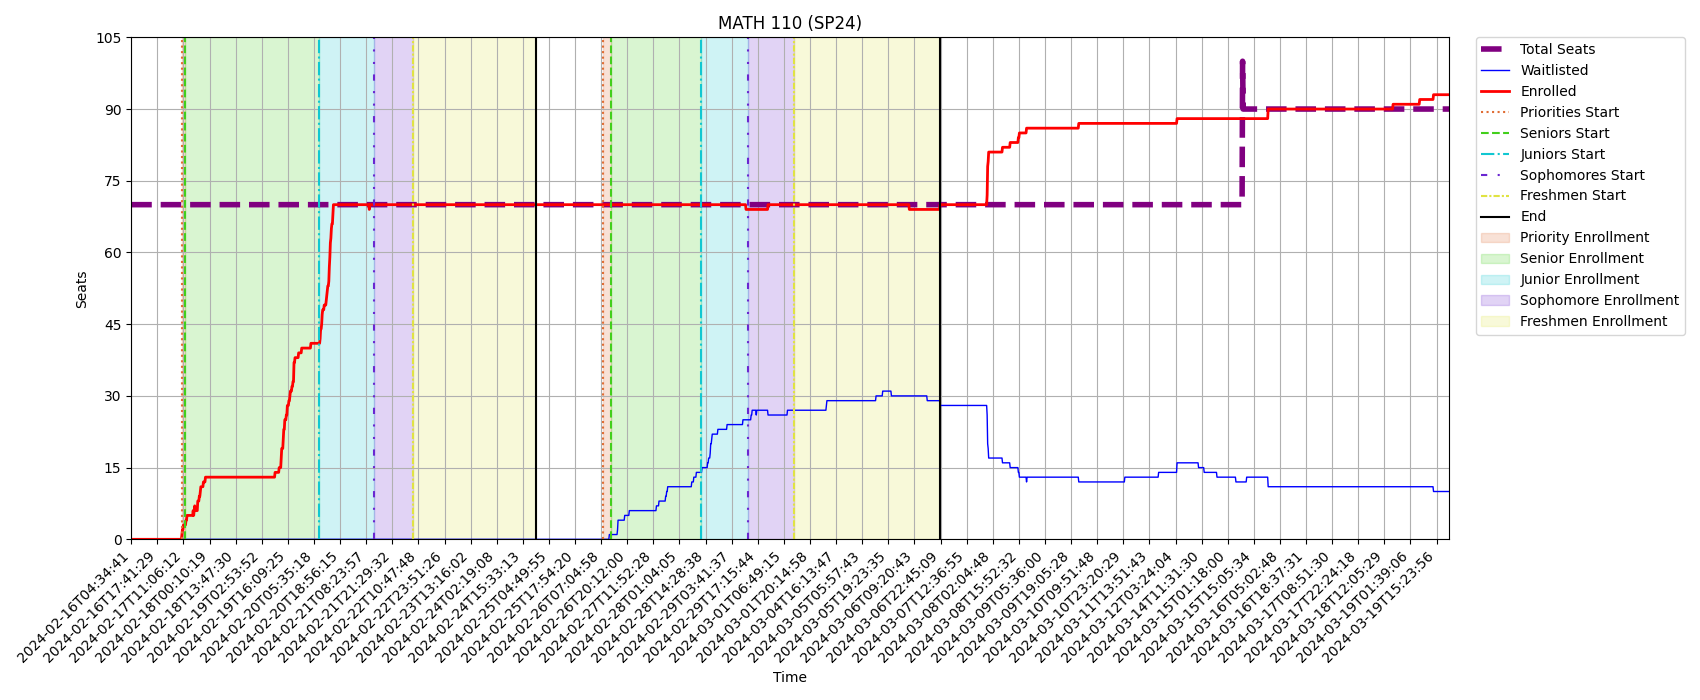 MATH 110 (SP24)
105
90
75
60
45
30
15
0
Seats
2024-02-16T04:34:41
2024-02-16T17:41:29
2024-02-17T11:06:12
2024-02-18T00:10:19
2024-02-18T13:47:30
2024-02-19T02:53:52
2024-02-19T16:09:25
2024-02-20T05:35:18
2024-02-20T18:56:15
2024-02-21T08:23:57
2024-02-21T21:29:32
2024-02-22T10:47:48
2024-02-22T23:51:26
2024-02-23T13:16:02
2024-02-24T02:19:08
2024-02-24T15:33:13
2024-02-25T04:49:55
2024-02-25T17:54:20
2024-02-26T07:04:58
2024-02-26T20:12:00
2024-02-27T11:52:28
2024-02-28T01:04:05
2024-02-28T14:28:38
2024-02-29T03:41:37
2024-02-29T17:15:44
2024-03-01T06:49:15
2024-03-01T20:14:58
2024-03-04T16:13:47
2024-03-05T05:57:43
2024-03-05T19:23:35
2024-03-06T09:20:43
2024-03-06T22:45:09
2024-03-07T12:36:55
2024-03-08T02:04:48
2024-03-08T15:52:32
2024-03-09T05:36:00
2024-03-09T19:05:28
2024-03-10T09:51:48
2024-03-10T23:20:29
2024-03-11T13:51:43
2024-03-12T03:24:04
2024-03-14T11:31:30
2024-03-15T01:18:00
2024-03-15T15:05:34
2024-03-16T05:02:48
2024-03-16T18:37:31
2024-03-17T08:51:30
2024-03-17T22:24:18
2024-03-18T12:05:29
2024-03-19T01:39:06
2024-03-19T15:23:56
Time
Total Seats
Waitlisted
Enrolled
Priorities Start
Seniors Start
Juniors Start
Sophomores Start
Freshmen Start
End
Priority Enrollment
Senior Enrollment
Junior Enrollment
Sophomore Enrollment
Freshmen Enrollment